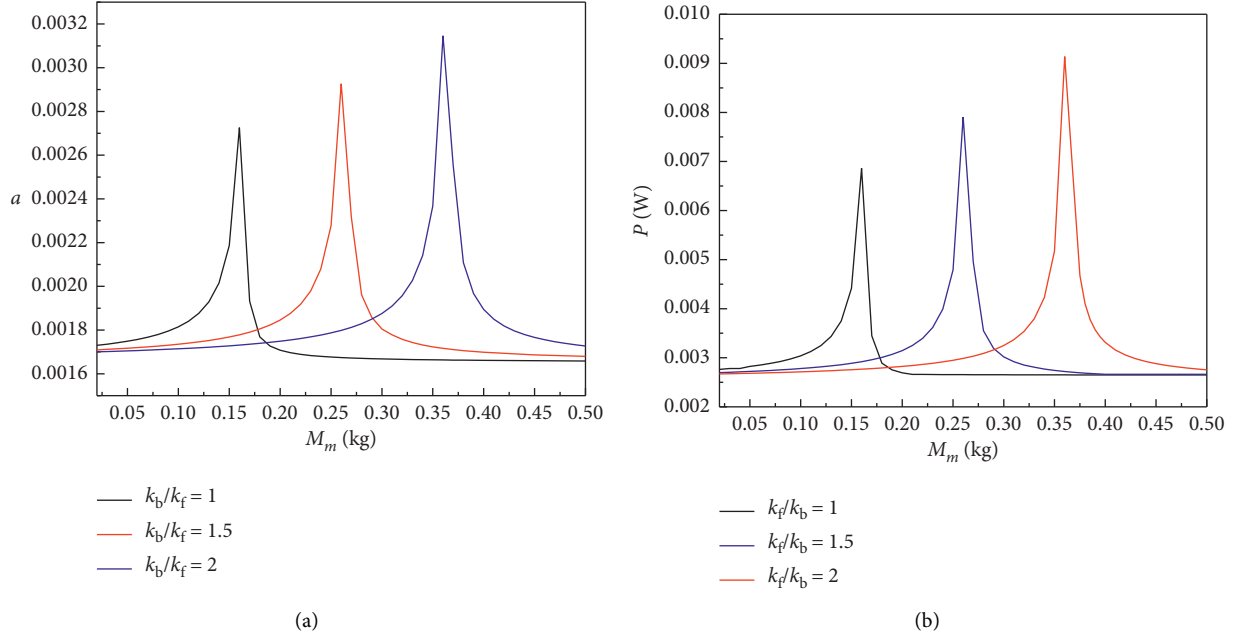 0.0032
0.0030
0.0028
0.0026
a 0.0024
0.0022
0.0020
0.0018
0.0016
0.05 0.10 0.15 0.20 0.25 0.30 0.35 0.40 0.45 0.50
M_m (kg)
k_b/k_f = 1
k_b/k_f = 1.5
k_b/k_f = 2
(a)
0.010
0.009
0.008
0.007
P (W)
0.006
0.005
0.004
0.003
0.002
0.05 0.10 0.15 0.20 0.25 0.30 0.35 0.40 0.45 0.50
M_m (kg)
k_f/k_b = 1
k_f/k_b = 1.5
k_f/k_b = 2
(b)